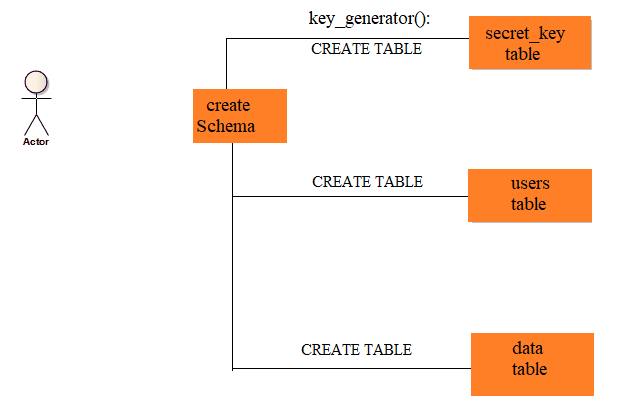 key_generator():
CREATE TABLE
secret_key
table
Actor
create
Schema
CREATE TABLE
users
table
CREATE TABLE
data
table